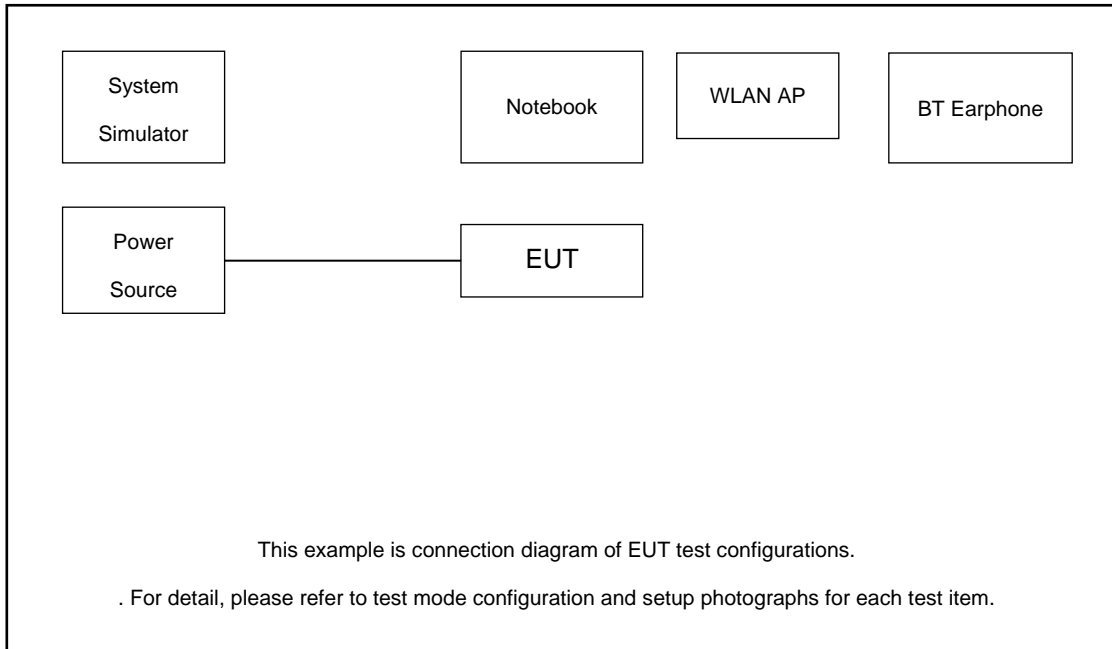 System
Simulator
Notebook
WLAN AP
BT Earphone
Power
Source
EUT
This example is connection diagram of EUT test configurations.
. For detail, please refer to test mode configuration and setup photographs for each test item.